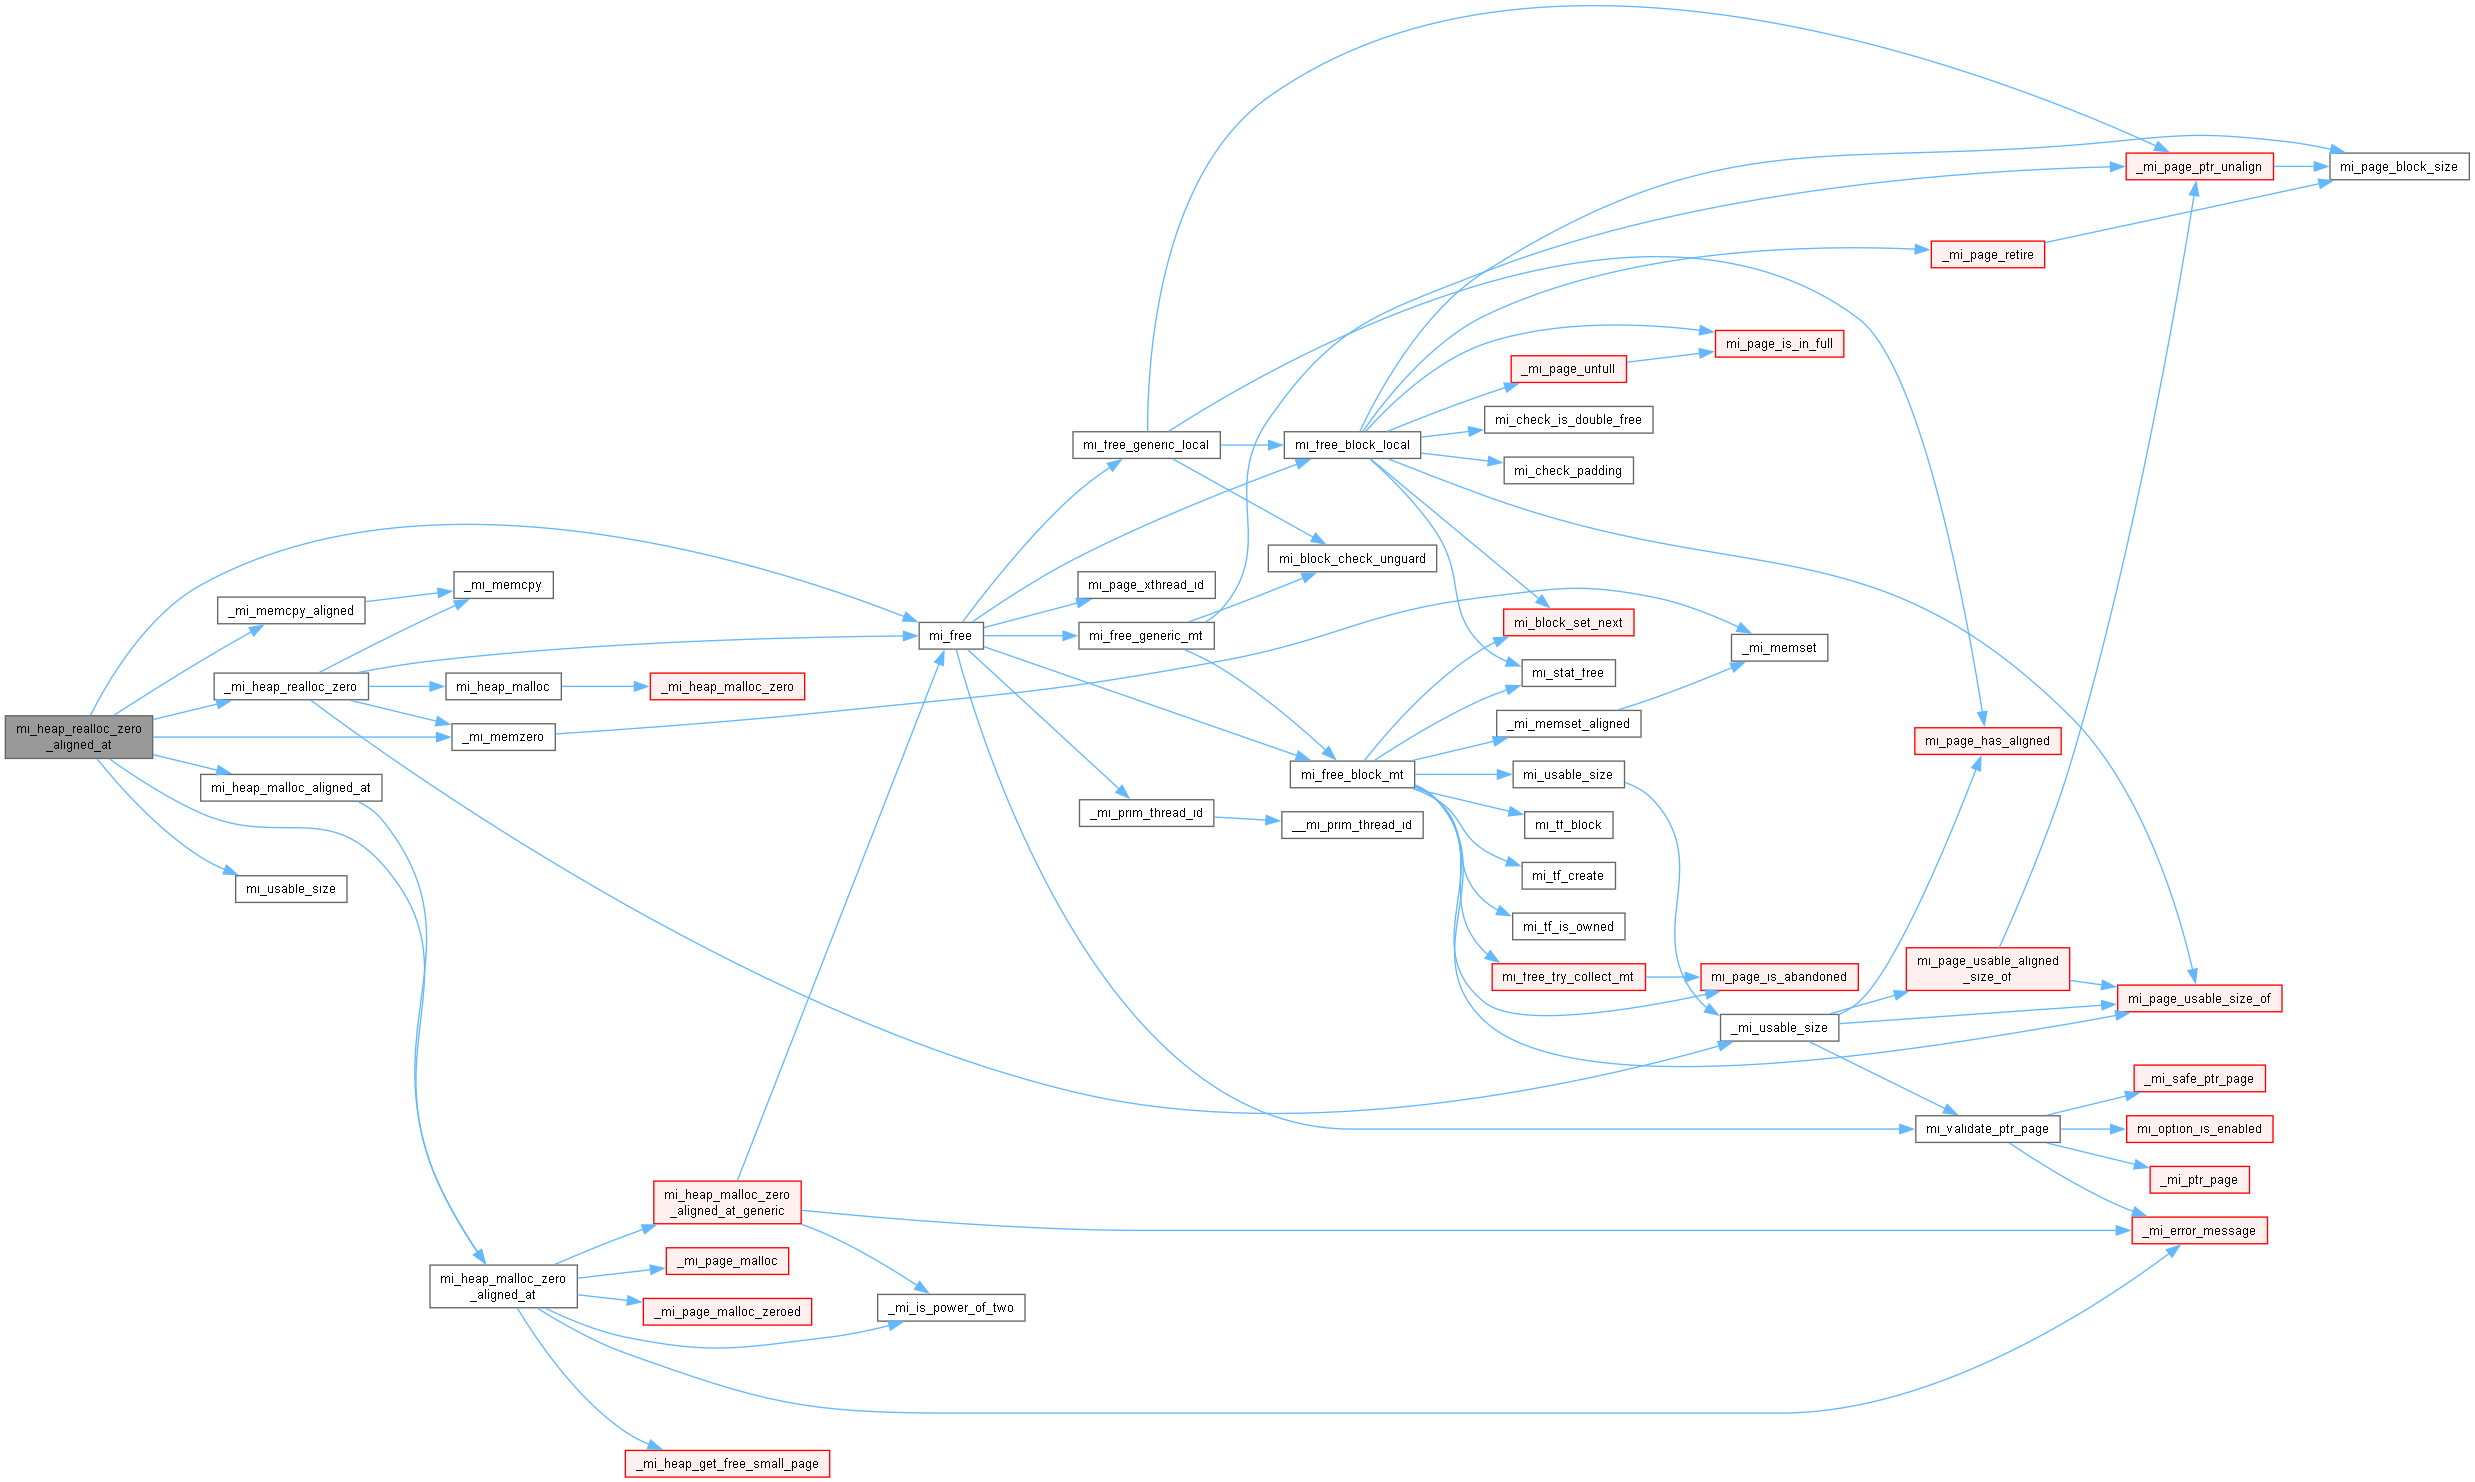 mi_heap_realloc_zero
_aligned_at
_mi_memcpy_aligned
_mi_heap_realloc_zero
mi_heap_malloc_aligned_at
mi_usable_size
_mi_memcpy
mi_heap_malloc
_mi_memzero
mi_heap_malloc_zero
_aligned_at
_mi_heap_malloc_zero
mi_heap_malloc_zero
_aligned_at_generic
_mi_page_malloc
_mi_page_malloc_zeroed
_mi_heap_get_free_small_page
mi_free
_mi_is_power_of_two
mi_free_generic_local
mi_page_xthread_id
mi_free_generic_mt
_mi_prim_thread_id
mi_free_block_local
mi_block_check_unguard
mi_free_block_mt
__mi_prim_thread_id
_mi_page_unfull
mi_check_is_double_free
mi_check_padding
mi_block_set_next
mi_stat_free
_mi_memset_aligned
mi_usable_size
mi_tf_block
mi_tf_create
mi_tf_is_owned
mi_free_try_collect_mt
mi_page_is_in_full
_mi_memset
mi_page_is_abandoned
_mi_usable_size
_mi_page_retire
mi_page_has_aligned
mi_page_usable_aligned
_size_of
mi_validate_ptr_page
_mi_page_ptr_unalign
mi_page_usable_size_of
_mi_safe_ptr_page
mi_option_is_enabled
_mi_ptr_page
_mi_error_message
mi_page_block_size